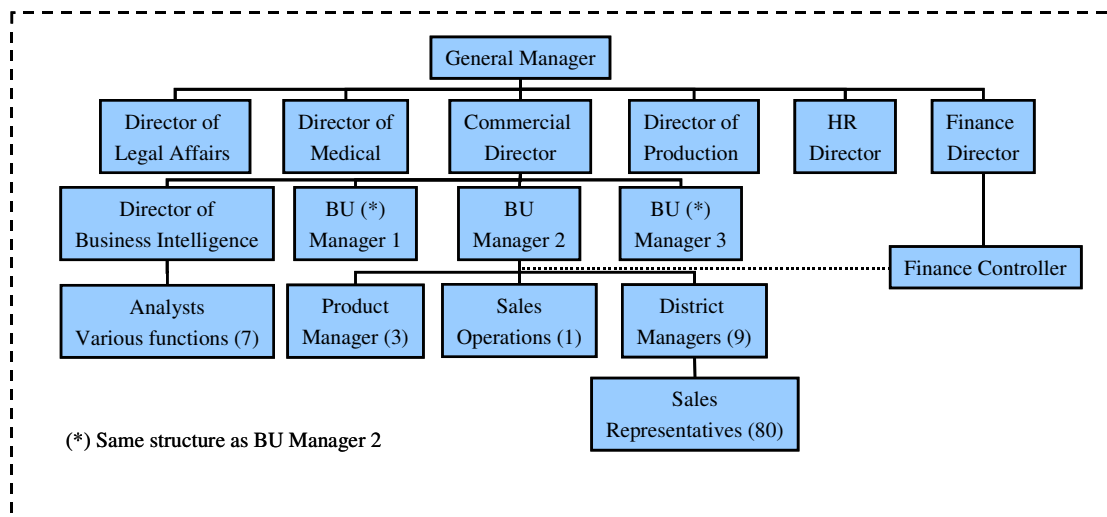 General Manager
Director of
Legal Affairs
Director of
Medical
Commercial
Director
Director of
Production
HR
Director
Finance
Director
Director of
Business Intelligence
BU (*)
Manager 1
BU
Manager 2
BU (*)
Manager 3
Finance Controller
Analysts
Various functions (7)
Product
Manager (3)
Sales
Operations (1)
District
Managers (9)
Sales
Representatives (80)
(*) Same structure as BU Manager 2